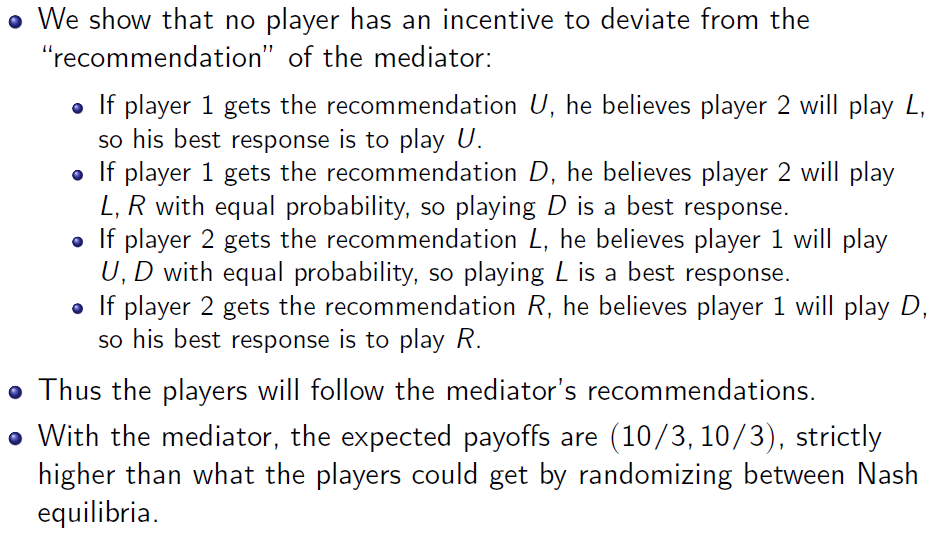 We show that no player has an incentive to deviate from the
“recommendation” of the mediator:
If player 1 gets the recommendation U, he believes player 2 will play L,
so his best response is to play U.
If player 1 gets the recommendation D, he believes player 2 will play
L, R with equal probability, so playing D is a best response.
If player 2 gets the recommendation L, he believes player 1 will play
U, D with equal probability, so playing L is a best response.
If player 2 gets the recommendation R, he believes player 1 will play D,
so his best response is to play R.
Thus the players will follow the mediator’s recommendations.
With the mediator, the expected payoffs are (10/3, 10/3), strictly
higher than what the players could get by randomizing between Nash
equilibria.